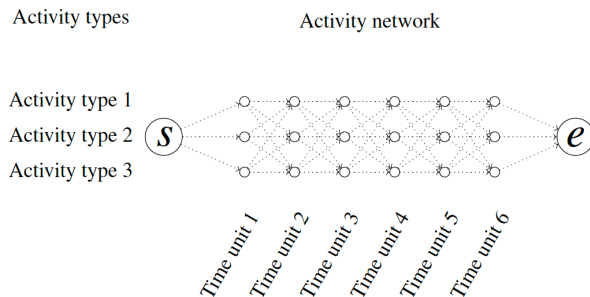 Activity types
Activity network
Activity type 1
Activity type 2
Activity type 3
s
e
Time unit 1
Time unit 2
Time unit 3
Time unit 4
Time unit 5
Time unit 6